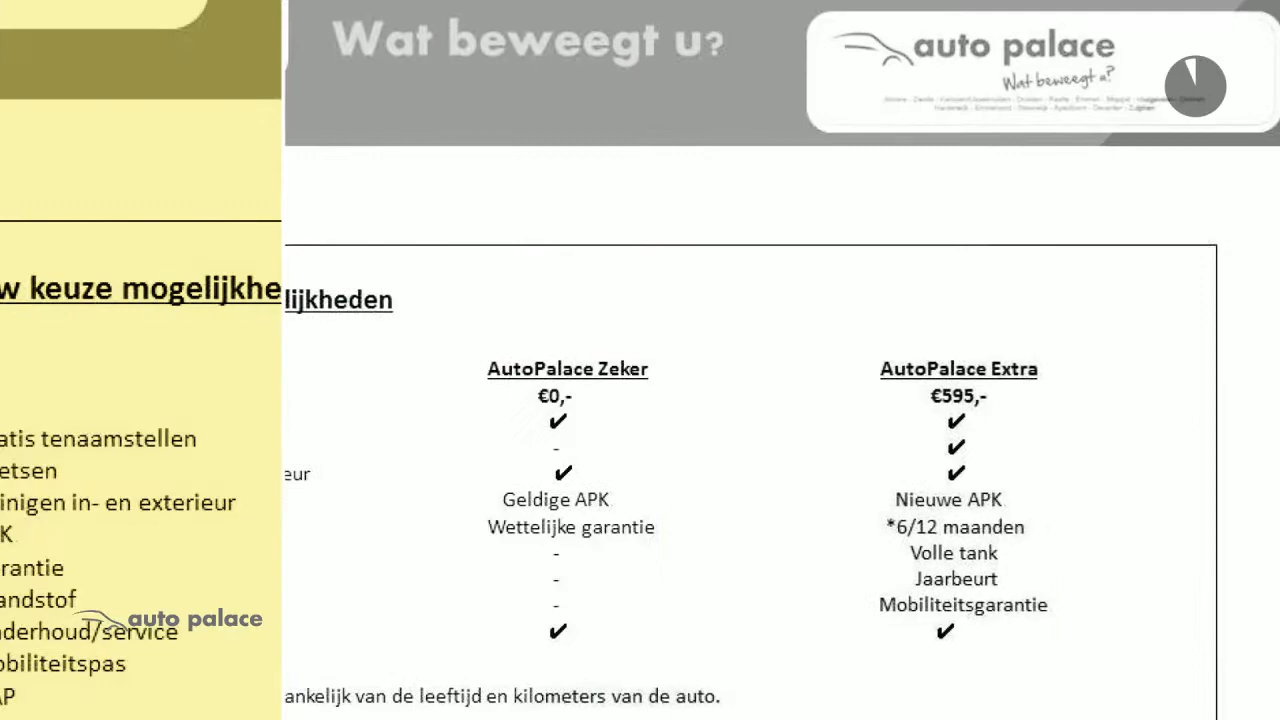 Wat beweegt u?
auto palace
Wat beweegt u?
w keuze mogelijkhe
lijkheden
AutoPalace Zeker
AutoPalace Extra
€0,-
€595,-
✔
✔
atis tenaamstellen
-
✔
etsen
eur
✔
✔
inigen in- en exterieur
Geldige APK
Nieuwe APK
K
Wettelijke garantie
*6/12 maanden
rantie
-
Volle tank
andstof
-
Jaarbeurt
auto palace
-
Mobiliteitsgarantie
nderhoud/service
✔
✔
obiliteitspas
AP
ankelijk van de leeftijd en kilometers van de auto.